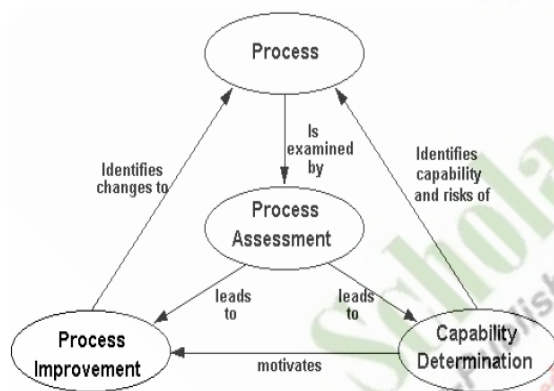 Process
Is
examined
by
Identifies
changes to
Identifies
capability
and risks of
Process
Assessment
leads
to
leads
to
Process
Improvement
motivates
Capability
Determination